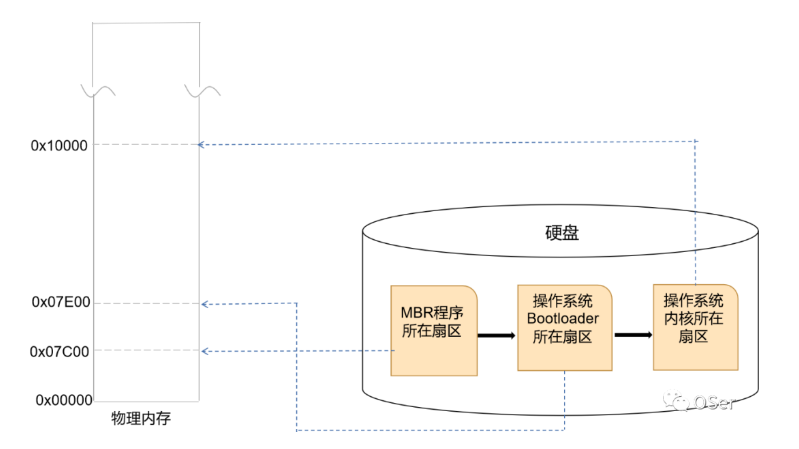 0x10000
硬盘
0x07E00
MBR程序
所在扇区
操作系统
Bootloader
所在扇区
操作系统
内核所在
扇区
0x07C00
0x00000
物理内存
OSer